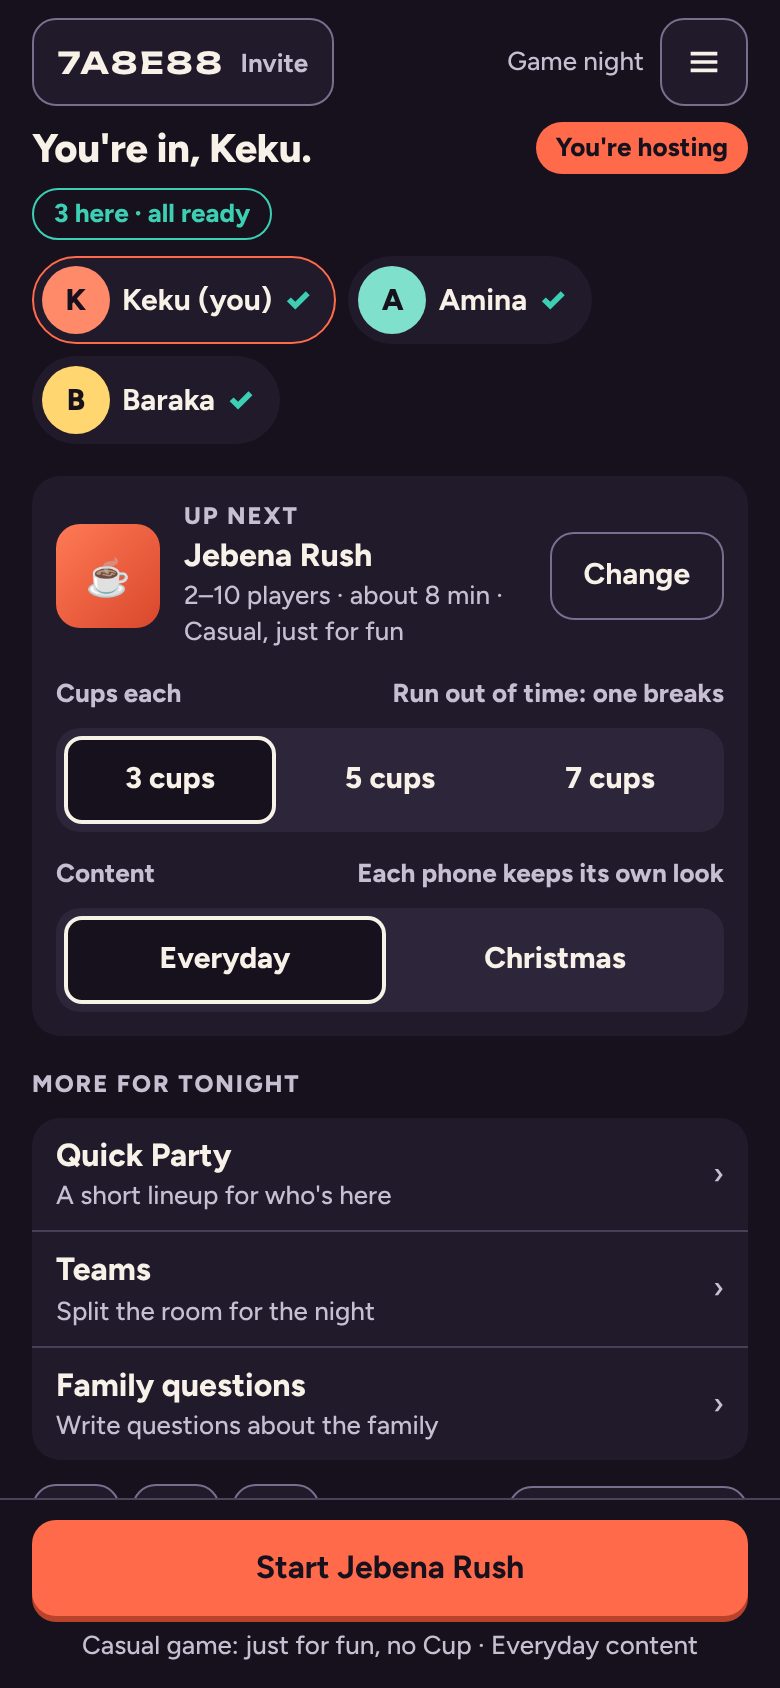 7A8E88 Invite
Game night
You're in, Keku.
You're hosting
3 here · all ready
K Keku (you)
A Amina
B Baraka
UP NEXT
Jebena Rush
2–10 players · about 8 min ·
Casual, just for fun
Change
Cups each
Run out of time: one breaks
3 cups
5 cups
7 cups
Content
Each phone keeps its own look
Everyday
Christmas
MORE FOR TONIGHT
Quick Party
A short lineup for who's here
Teams
Split the room for the night
Family questions
Write questions about the family
Start Jebena Rush
Casual game: just for fun, no Cup · Everyday content